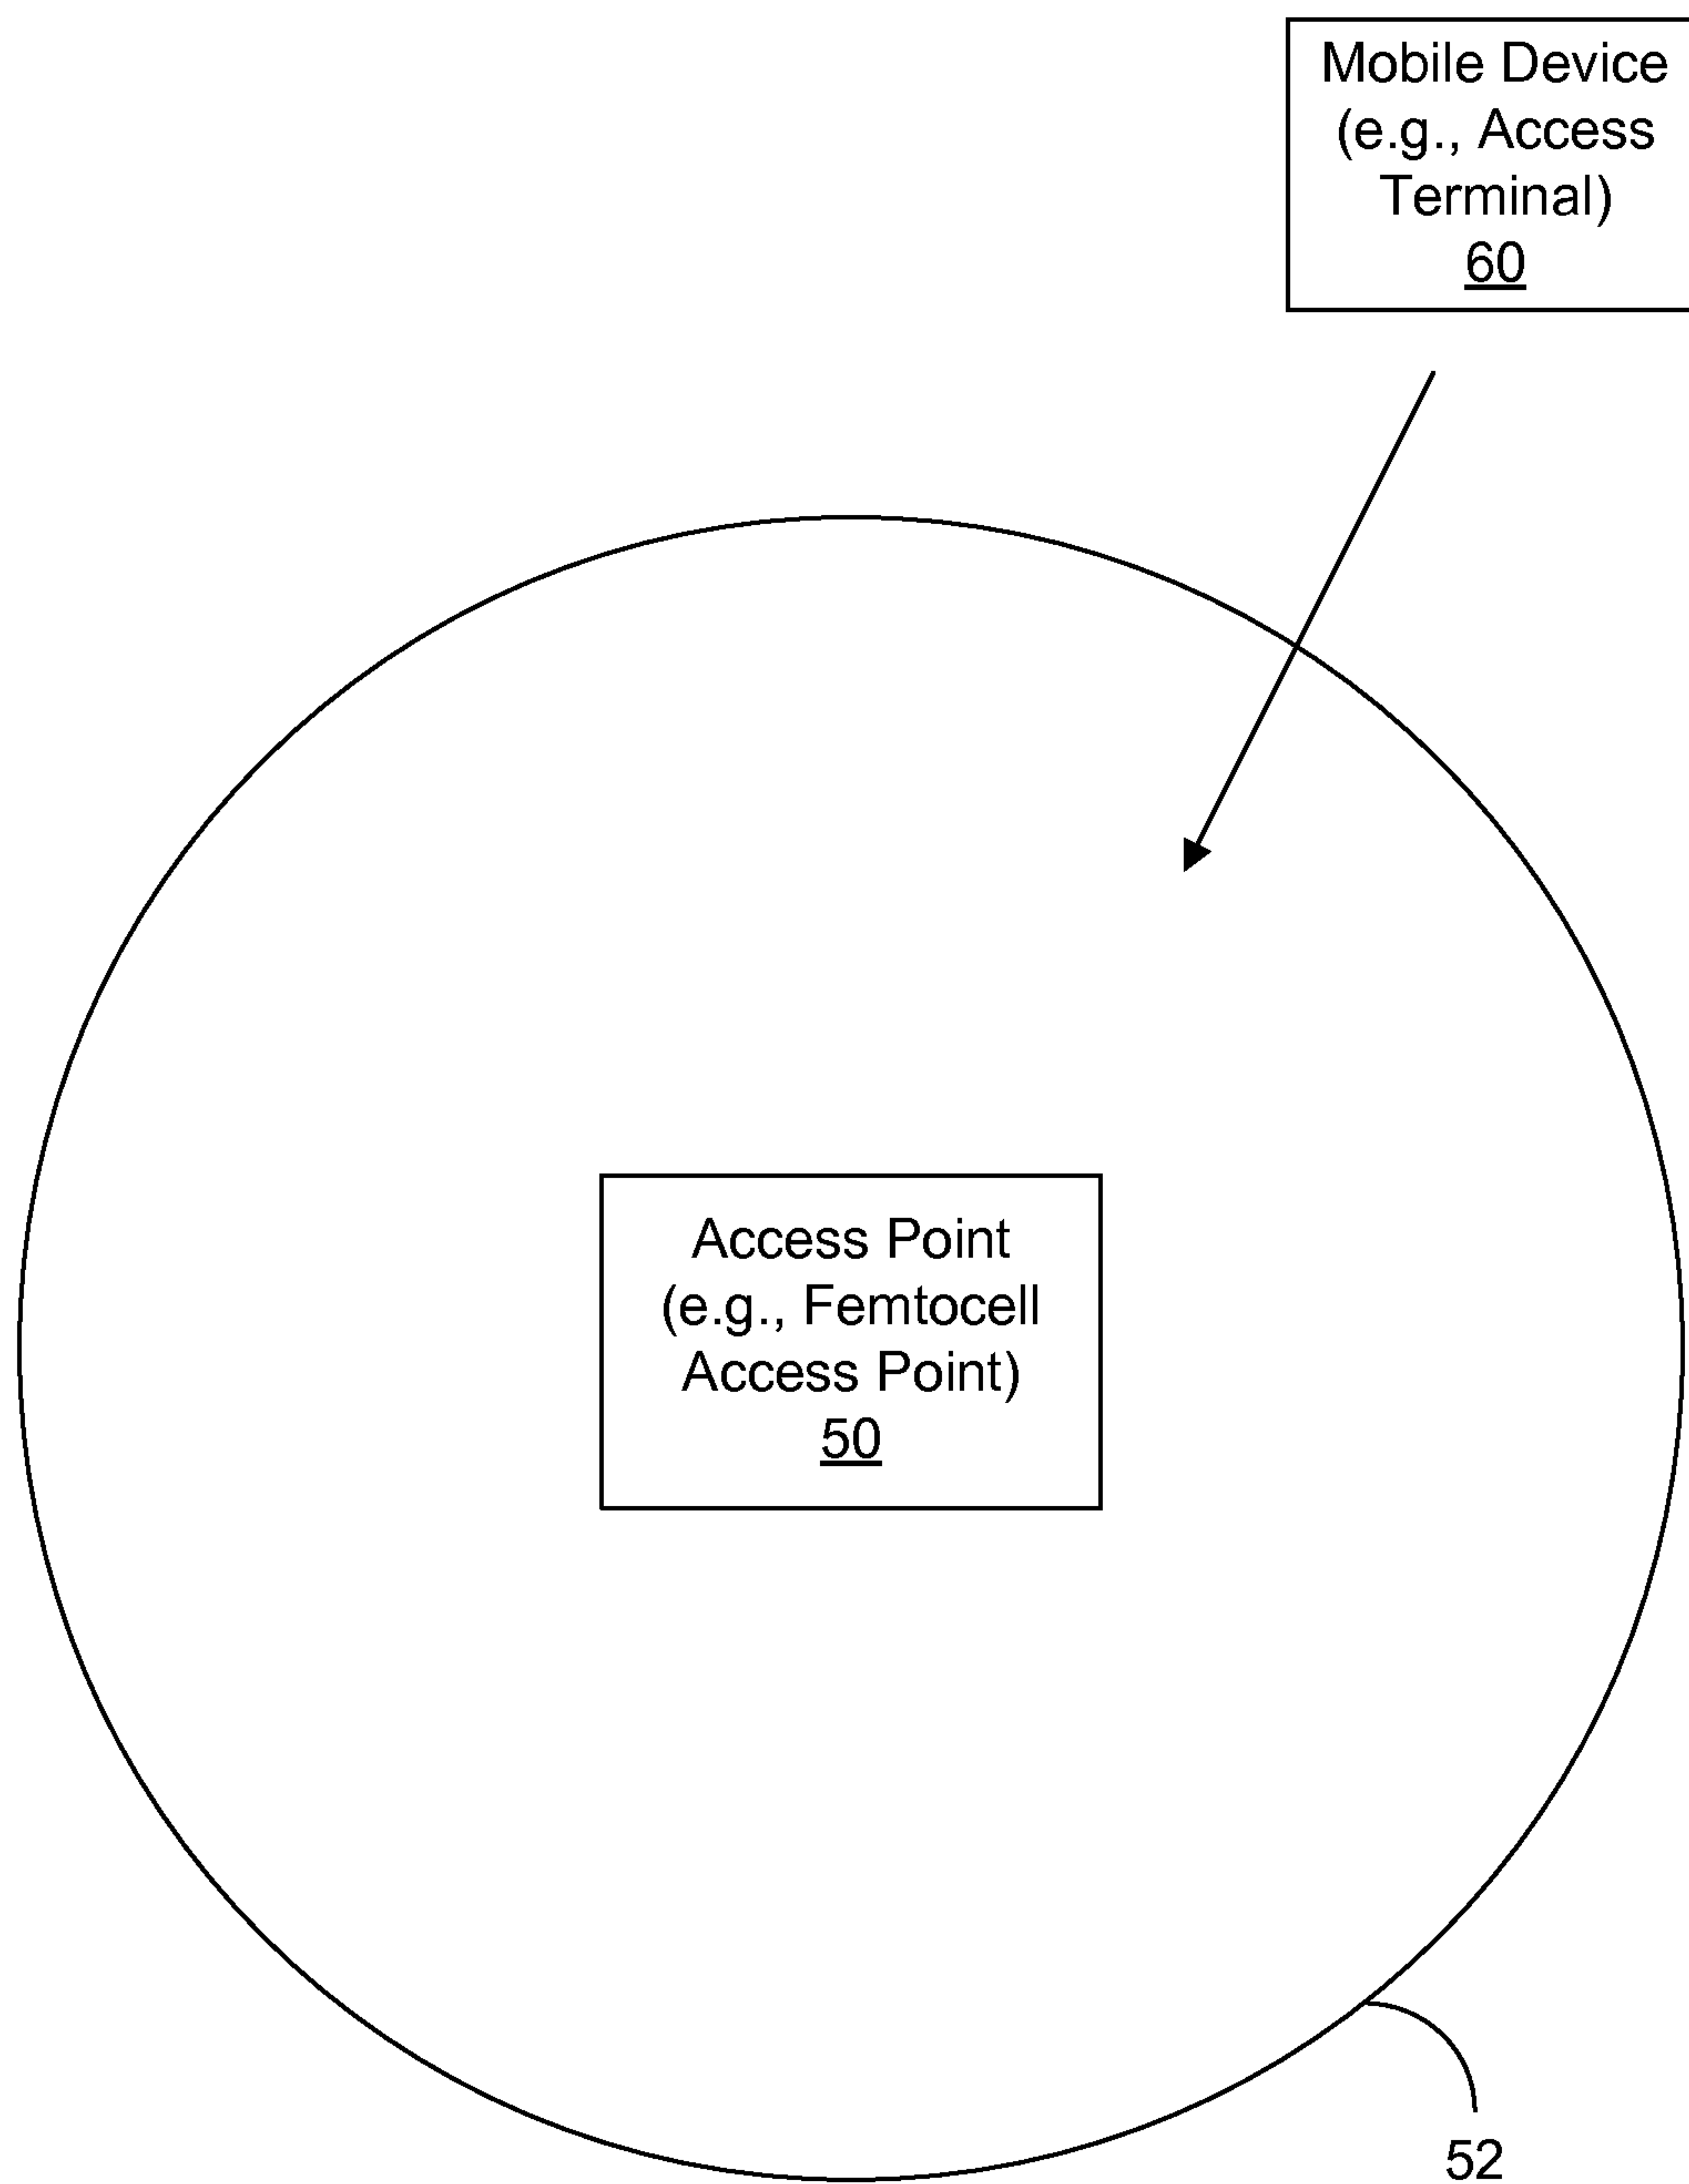 Mobile Device
(e.g., Access
Terminal)
60
Access Point
(e.g., Femtocell
Access Point)
50
52